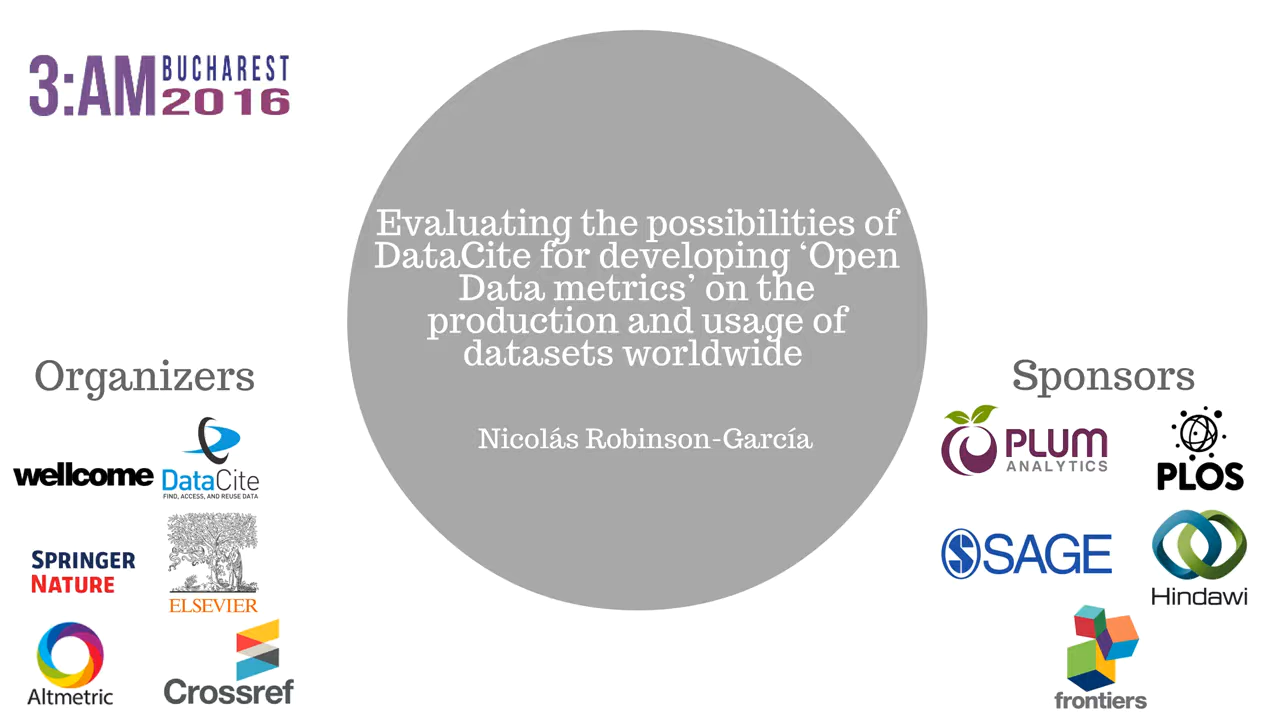 3:AM BUCHAREST
2016
Evaluating the possibilities of
DataCite for developing ‘Open
Data metrics’ on the
production and usage of
datasets worldwide
Nicolás Robinson-García
Organizers
wellcome
DataCite
FIND, ACCESS, AND REUSE DATA
SPRINGER
NATURE
ELSEVIER
Altmetric
Crossref
Sponsors
PLUM
ANALYTICS
PLOS
SAGE
Hindawi
frontiers